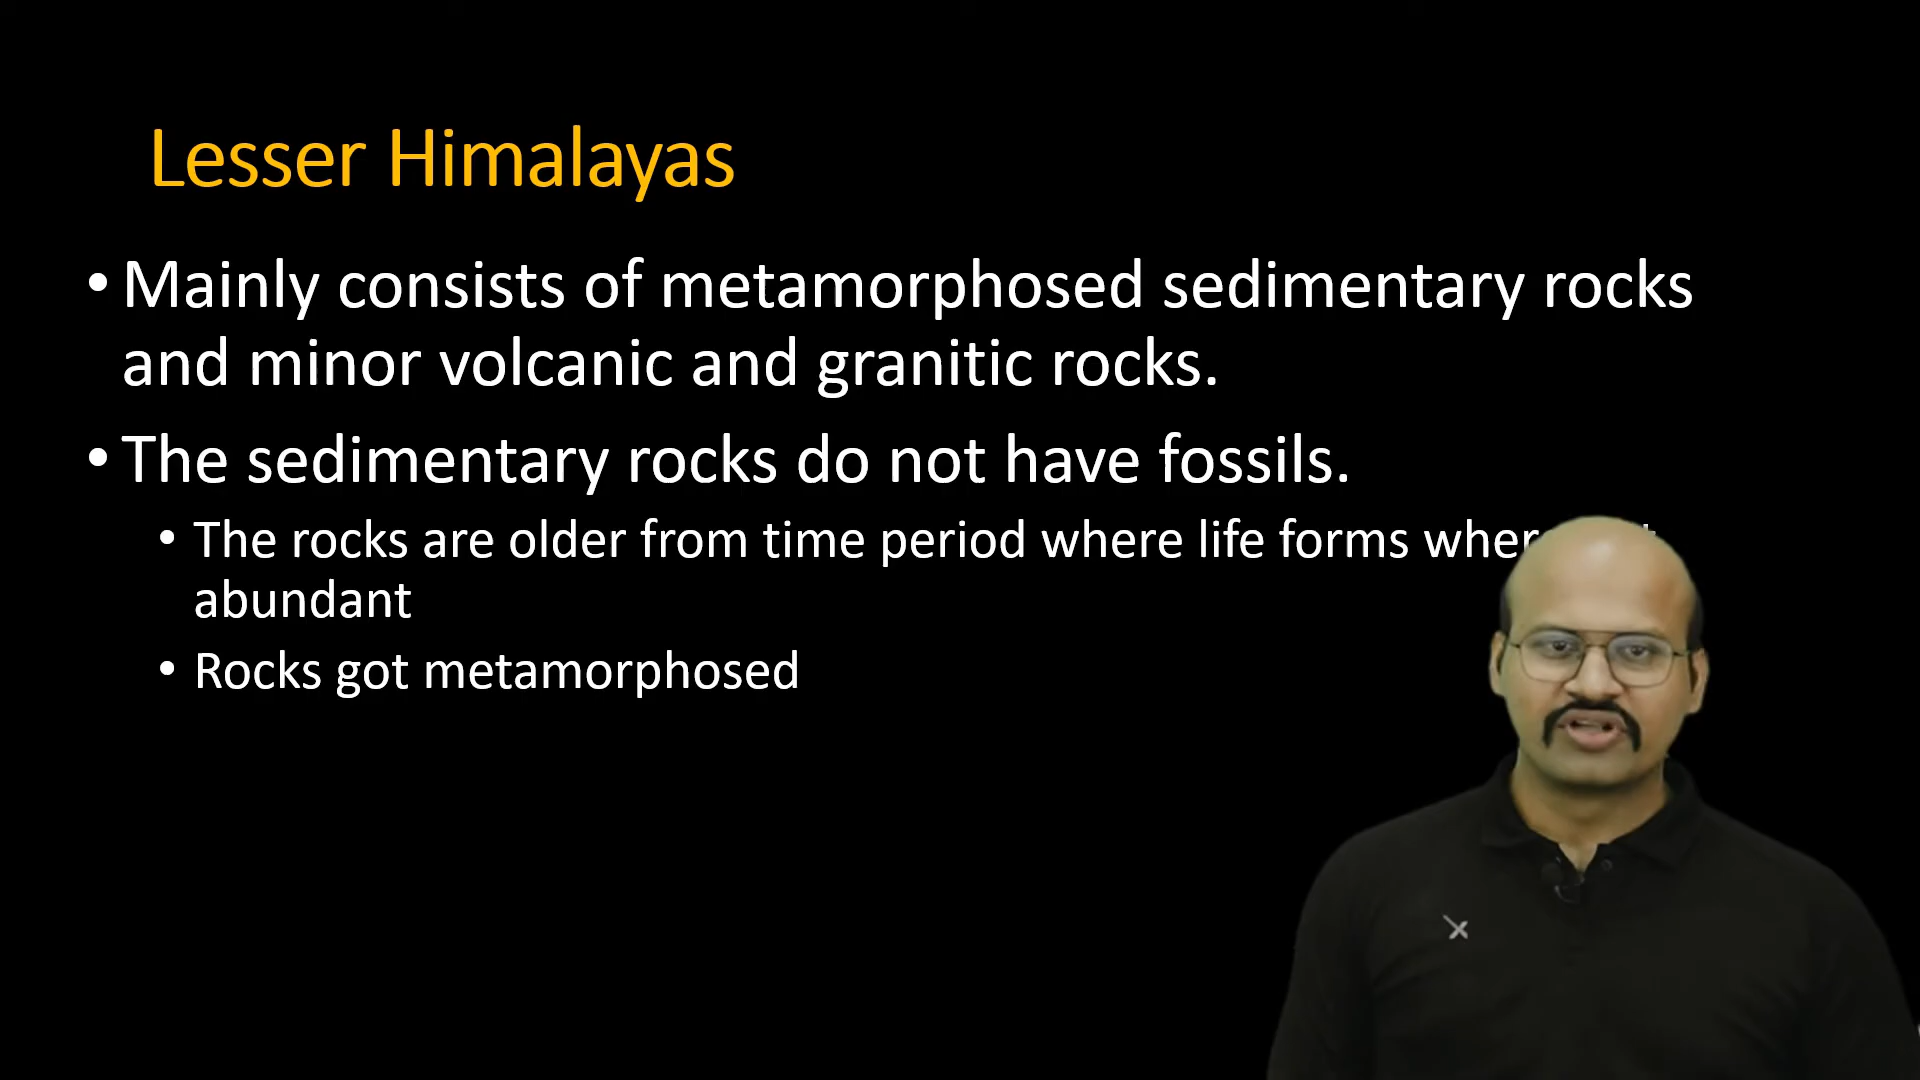 Lesser Himalayas
• Mainly consists of metamorphosed sedimentary rocks
and minor volcanic and granitic rocks.
• The sedimentary rocks do not have fossils.
• The rocks are older from time period where life forms
abundant
• Rocks got metamorphosed